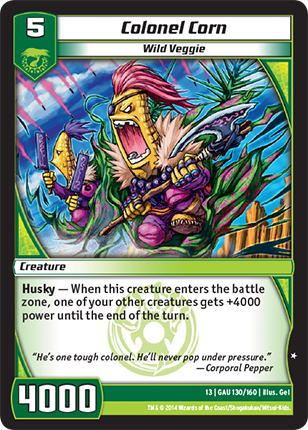 5
Colonel Corn
Wild Veggie
Creature
Husky — When this creature enters the battle
zone, one of your other creatures gets +4000
power until the end of the turn.
"He's one tough colonel. He'll never pop under pressure."
—Corporal Pepper
4000
13 | GAU 130/160 | Illus. Gel
TM & © 2014 Wizards of the Coast/Shogakukan/Mitsui-Kids.